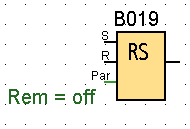 B019
S
R
RS
Par
Rem = off